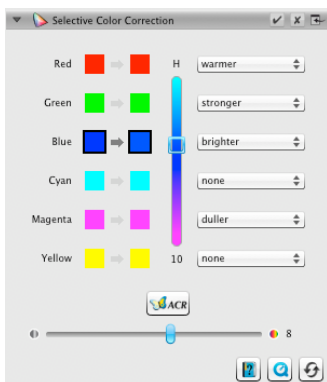 Selective Color Correction
Red H warmer
Green stronger
Blue brighter
Cyan none
Magenta duller
Yellow 10 none
ACR
8